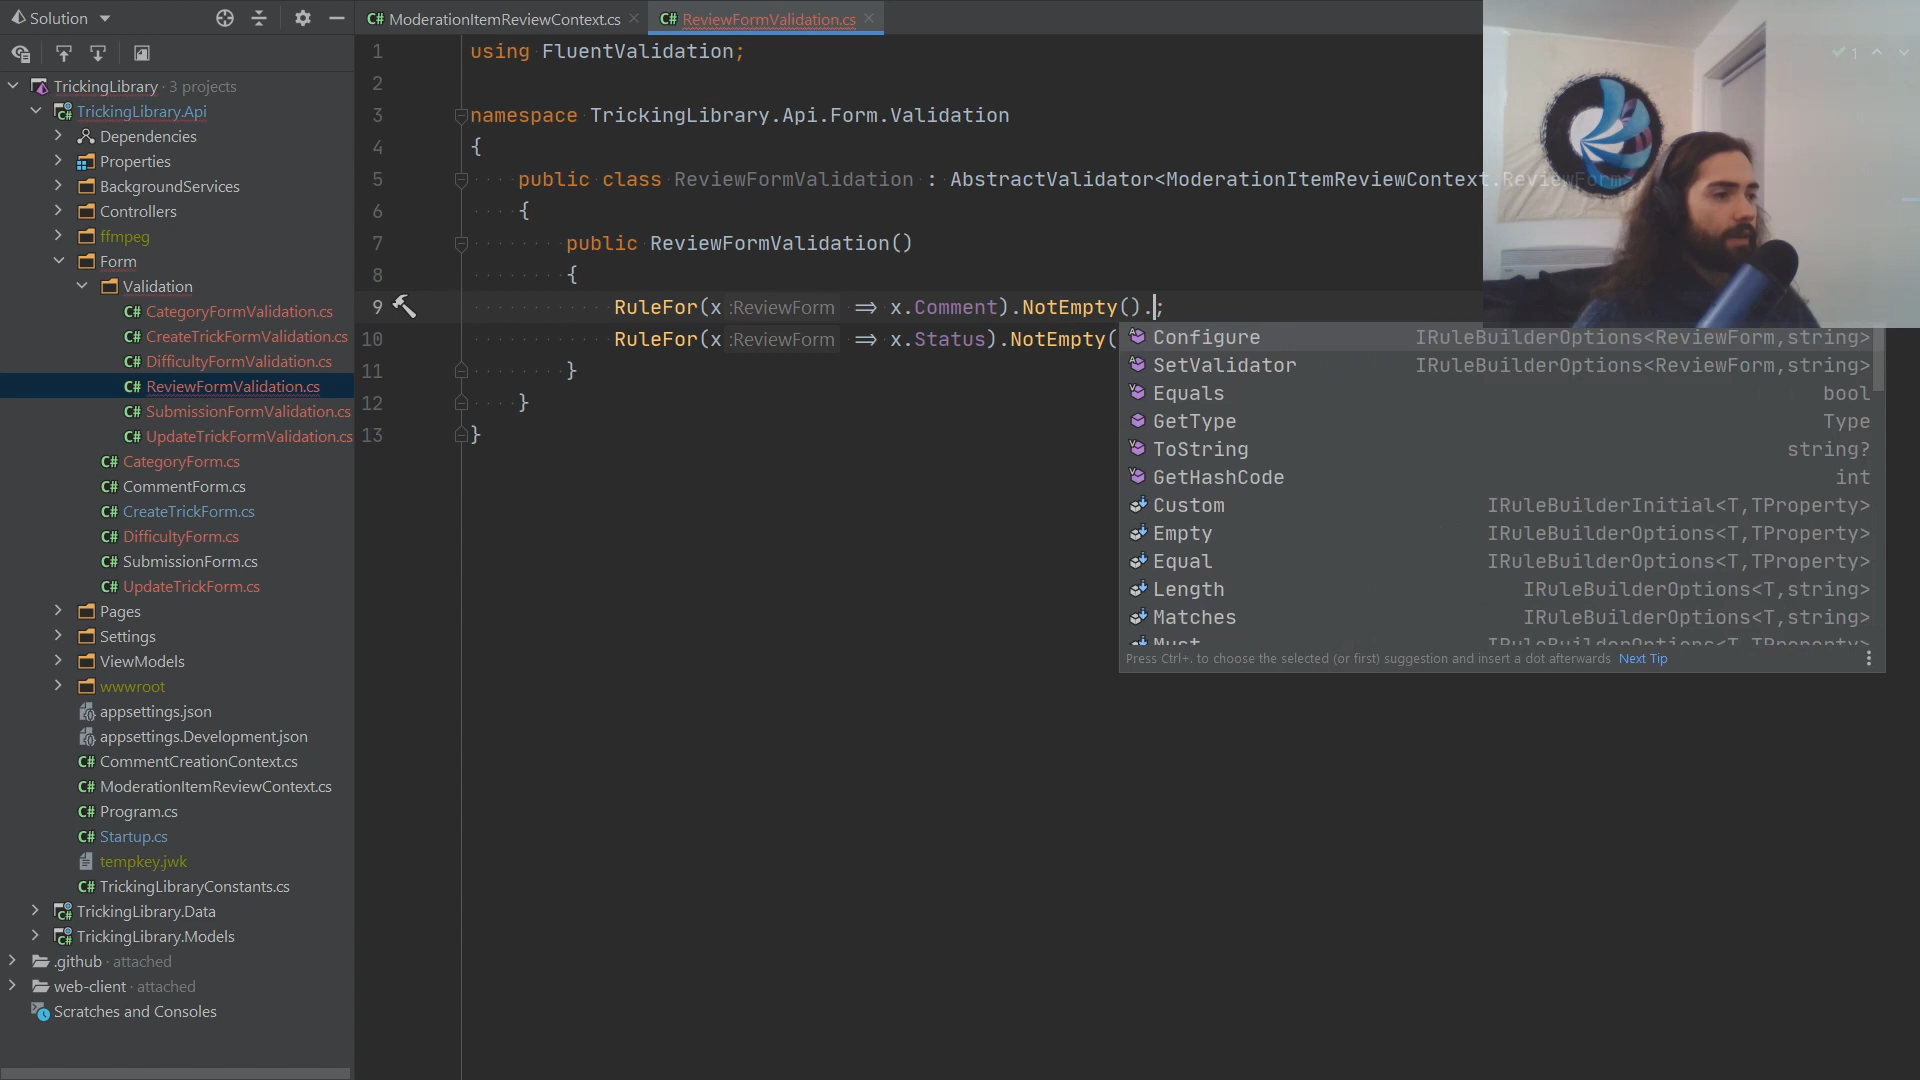 Solution
TrickingLibrary · 3 projects
TrickingLibrary.Api
Dependencies
Properties
BackgroundServices
Controllers
ffmpeg
Form
Validation
C# CategoryFormValidation.cs
C# CreateTrickFormValidation.cs
C# DifficultyFormValidation.cs
C# ReviewFormValidation.cs
C# SubmissionFormValidation.cs
C# UpdateTrickFormValidation.cs
C# CategoryForm.cs
C# CommentForm.cs
C# CreateTrickForm.cs
C# DifficultyForm.cs
C# SubmissionForm.cs
C# UpdateTrickForm.cs
Pages
Settings
ViewModels
wwwroot
appsettings.json
appsettings.Development.json
C# CommentCreationContext.cs
C# ModerationItemReviewContext.cs
C# Program.cs
C# Startup.cs
tempkey.jwk
C# TrickingLibraryConstants.cs
TrickingLibrary.Data
TrickingLibrary.Models
.github · attached
web-client · attached
Scratches and Consoles
C# ModerationItemReviewContext.cs
C# ReviewFormValidation.cs
1
1 using FluentValidation;
2
3 namespace TrickingLibrary.Api.Form.Validation
4 {
5 public class ReviewFormValidation : AbstractValidator<ModerationItemReviewContext.ReviewForm>
6 {
7 public ReviewFormValidation()
8 {
9 RuleFor(x :ReviewForm => x.Comment).NotEmpty().;
10 RuleFor(x :ReviewForm => x.Status).NotEmpty(
11 }
12 }
13 }
Configure IRuleBuilderOptions<ReviewForm,string>
SetValidator IRuleBuilderOptions<ReviewForm,string>
Equals bool
GetType Type
ToString string?
GetHashCode int
Custom IRuleBuilderInitial<T,TProperty>
Empty IRuleBuilderOptions<T,TProperty>
Equal IRuleBuilderOptions<T,TProperty>
Length IRuleBuilderOptions<T,string>
Matches IRuleBuilderOptions<T,string>
Must IRuleBuilderOptions<T,TProperty>
Press Ctrl+. to choose the selected (or first) suggestion and insert a dot afterwards Next Tip